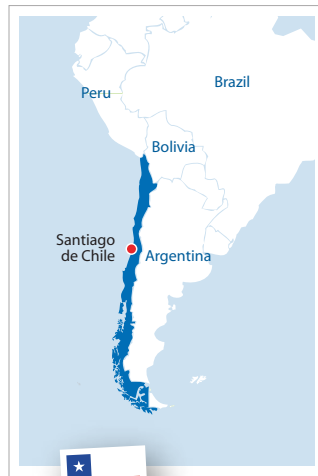 Brazil
Peru
Bolivia
Santiago
de Chile
Argentina